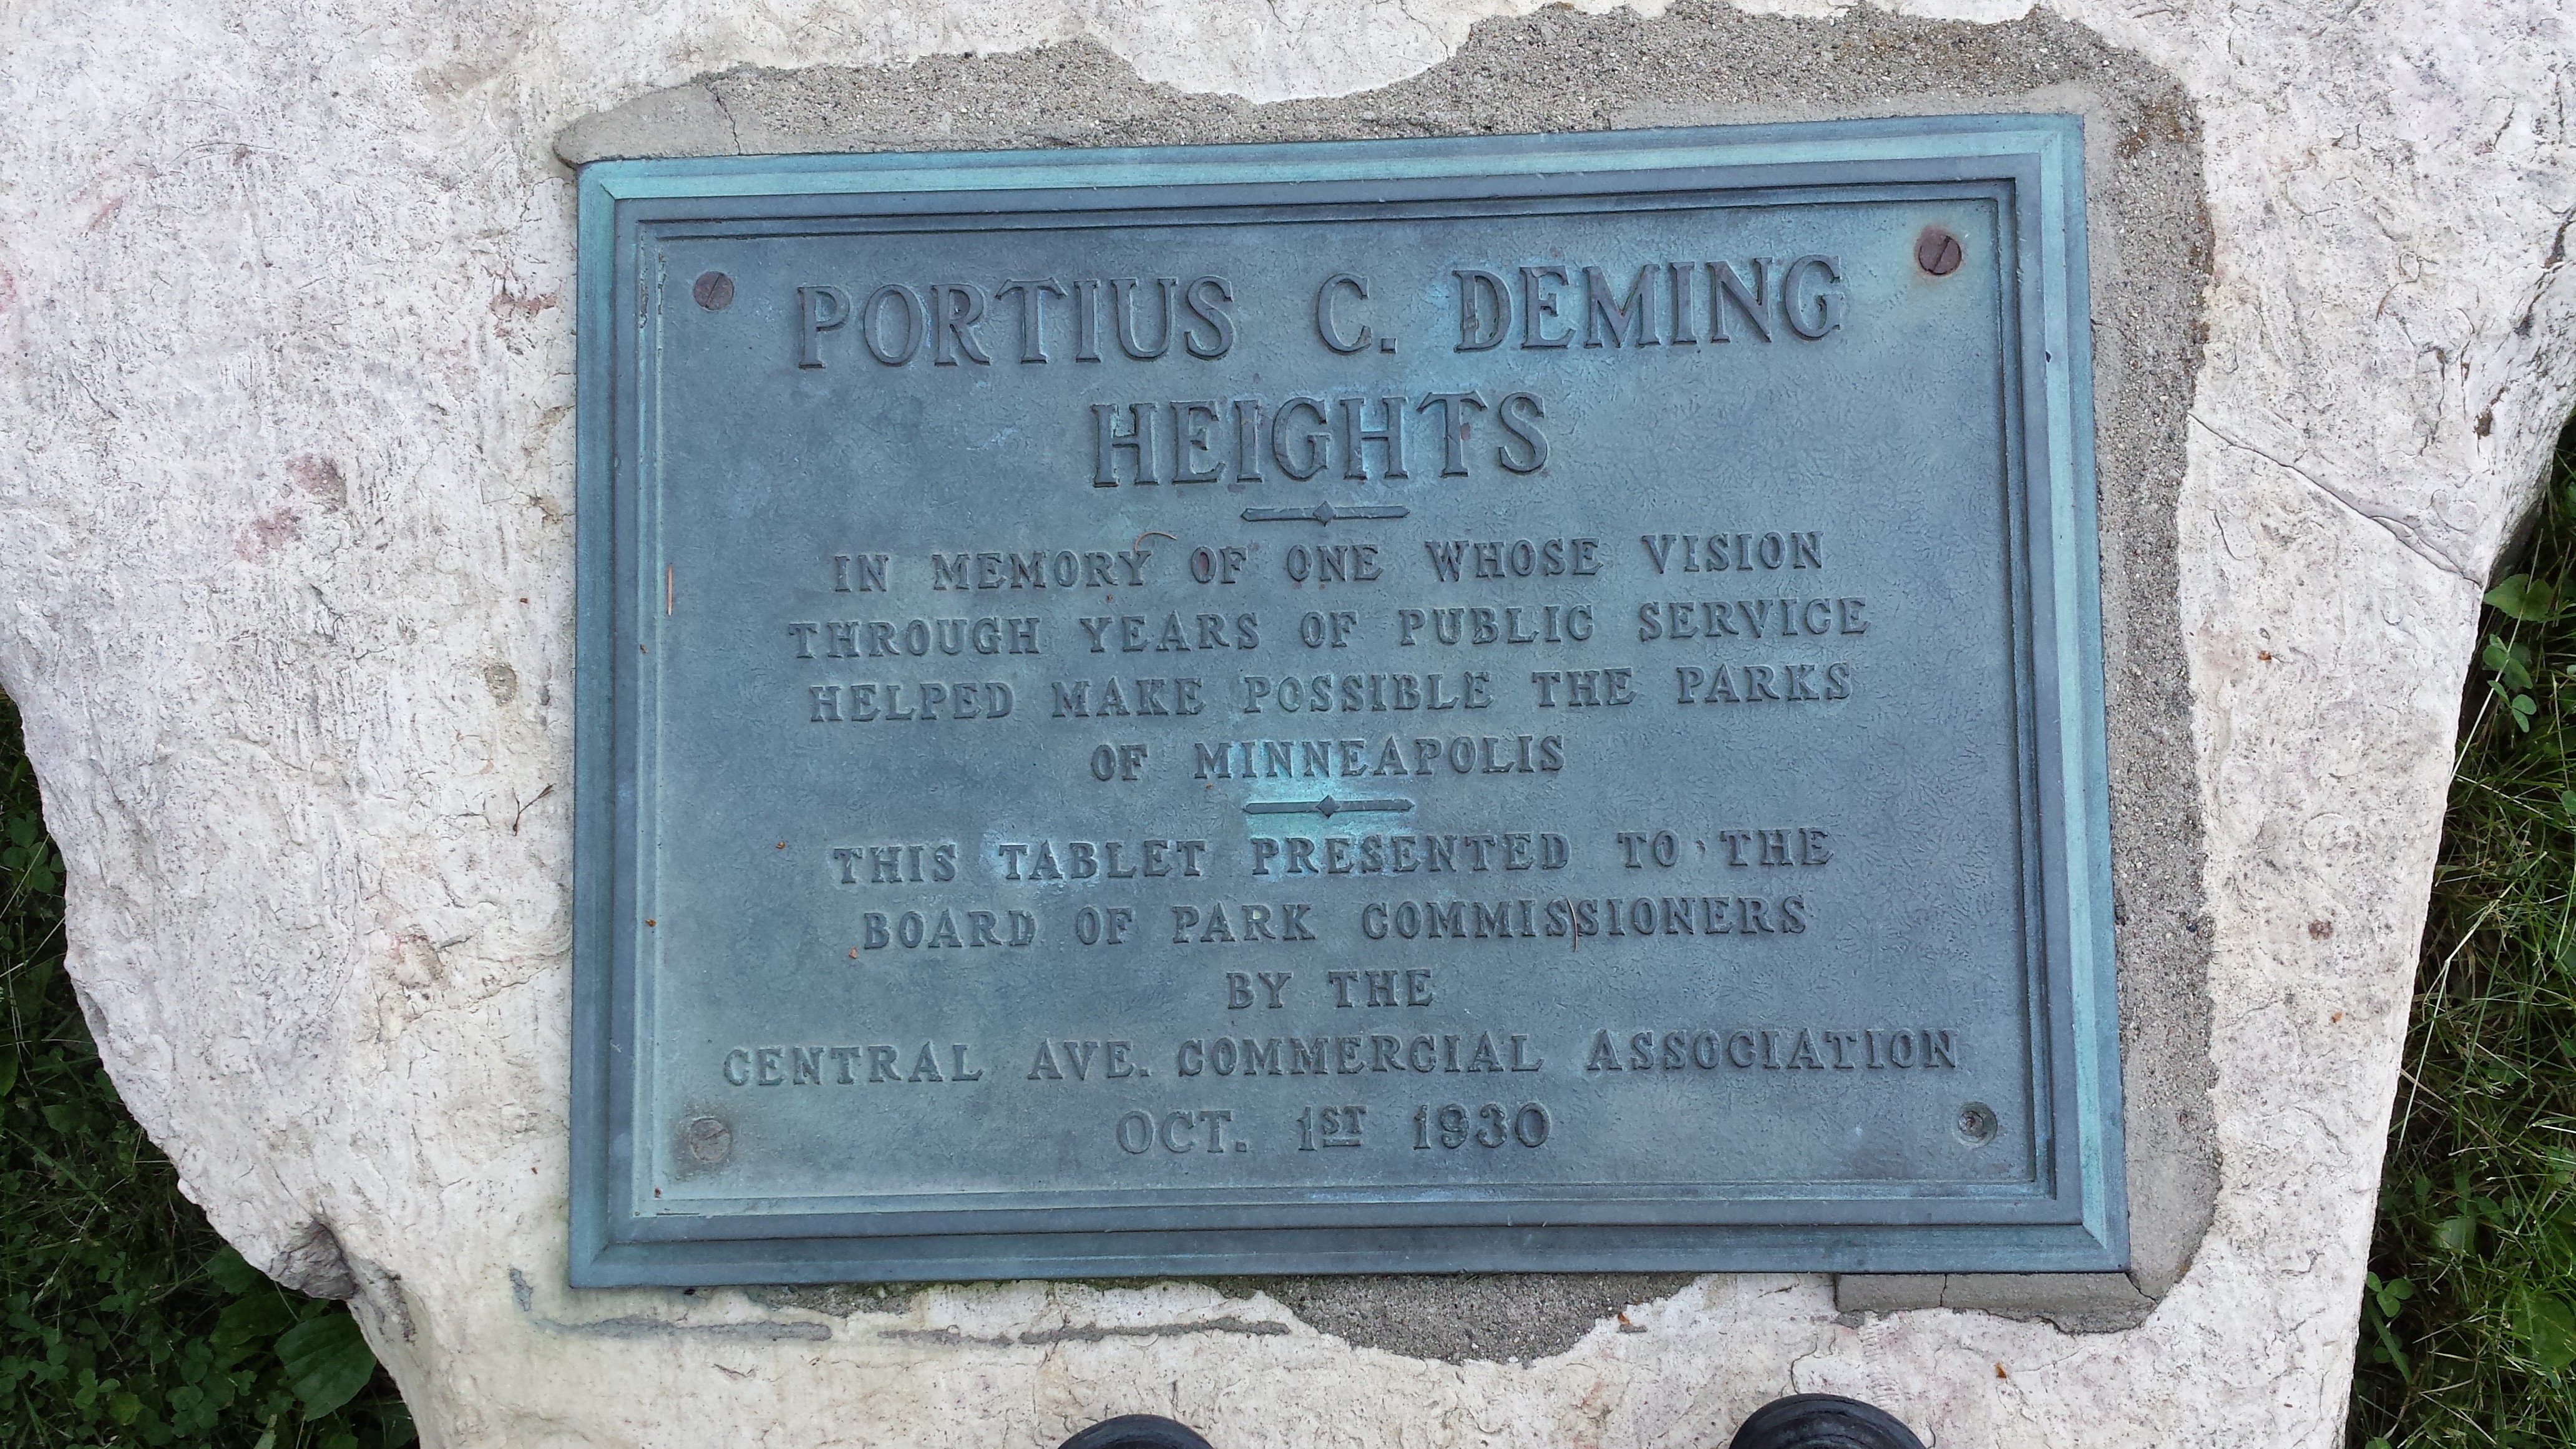 PORTIUS C. DEMING
HEIGHTS
IN MEMORY OF ONE WHOSE VISION
THROUGH YEARS OF PUBLIC SERVICE
HELPED MAKE POSSIBLE THE PARKS
OF MINNEAPOLIS
THIS TABLET PRESENTED TO THE
BOARD OF PARK COMMISSIONERS
BY THE
CENTRAL AVE. COMMERCIAL ASSOCIATION
OCT. 1ST 1930